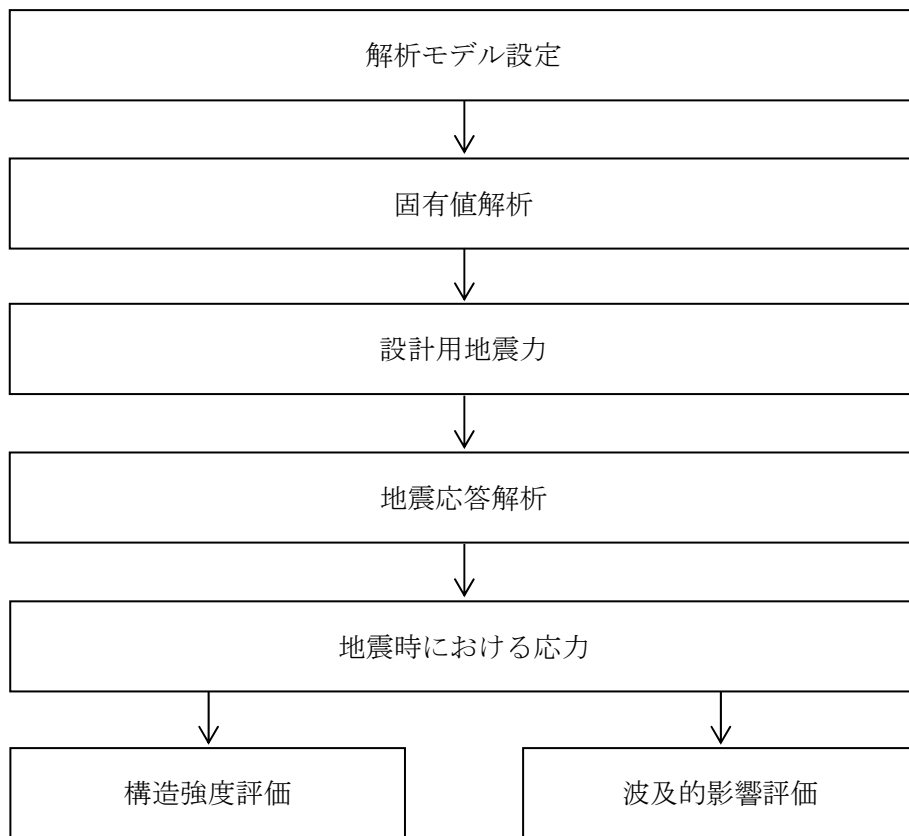 解析モデル設定
固有値解析
設計用地震力
地震応答解析
地震時における応力
構造強度評価
波及的影響評価